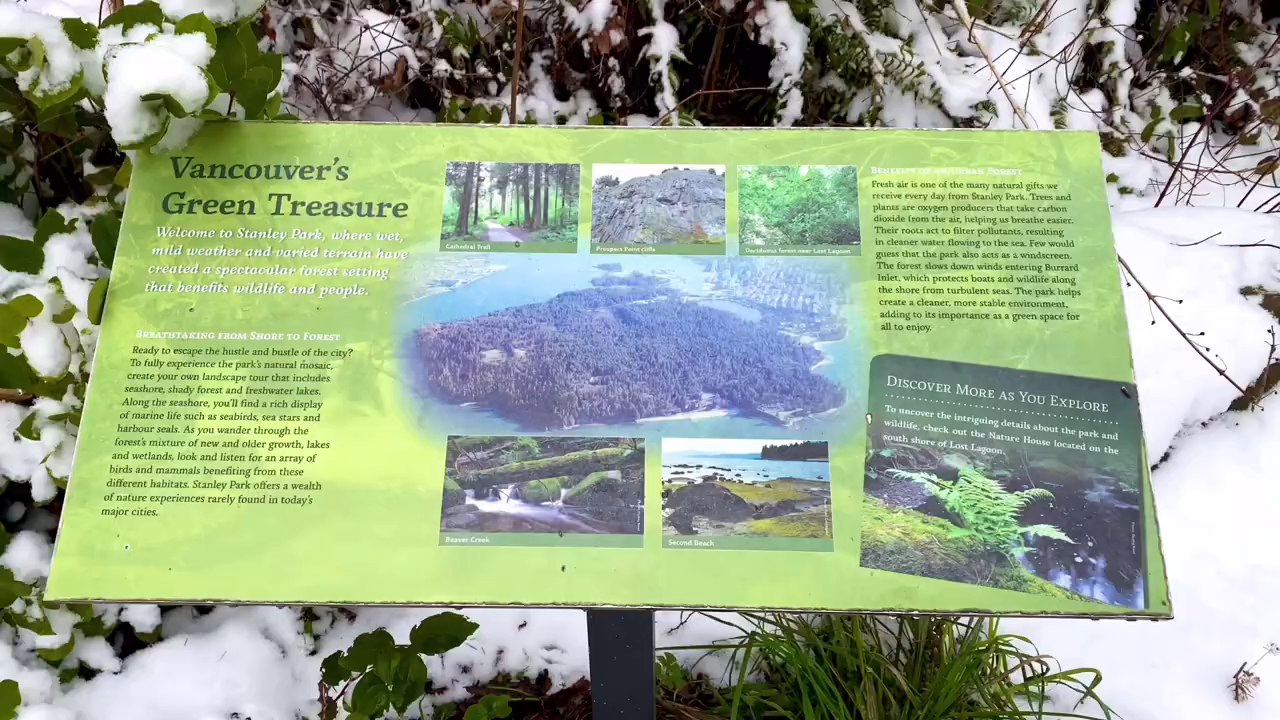 Vancouver's
Green Treasure
Welcome to Stanley Park, where wet,
mild weather and varied terrain have
created a spectacular forest setting
that benefits wildlife and people.
Breathtaking from Shore to Forest
Ready to escape the hustle and bustle of the city?
To fully experience the park's natural mosaic,
create your own landscape tour that includes
seashore, shady forest and freshwater lakes.
Along the seashore, you'll find a rich display
of marine life such as seabirds, sea stars and
harbour seals. As you wander through the
forest's mixture of new and older growth, lakes
and wetlands, look and listen for an array of
birds and mammals benefiting from these
different habitats. Stanley Park offers a wealth
of nature experiences rarely found in today's
major cities.
Cathedral Trail
Prospect Point cliffs
Deciduous forest near Lost Lagoon
Beaver Creek
Second Beach
Benefits of an Urban Forest
Fresh air is one of the many natural gifts we
receive every day from Stanley Park. Trees and
plants are oxygen producers that take carbon
dioxide from the air, helping us breathe easier.
Their roots act to filter pollutants, resulting
in cleaner water flowing to the sea. Few would
guess that the park also acts as a windscreen.
The forest slows down winds entering Burrard
Inlet, which protects boats and wildlife along
the shore from turbulent seas. The park helps
create a cleaner, more stable environment,
adding to its importance as a green space for
all to enjoy.
Discover More as You Explore
To uncover the intriguing details about the park and
wildlife, check out the Nature House located on the
south shore of Lost Lagoon.